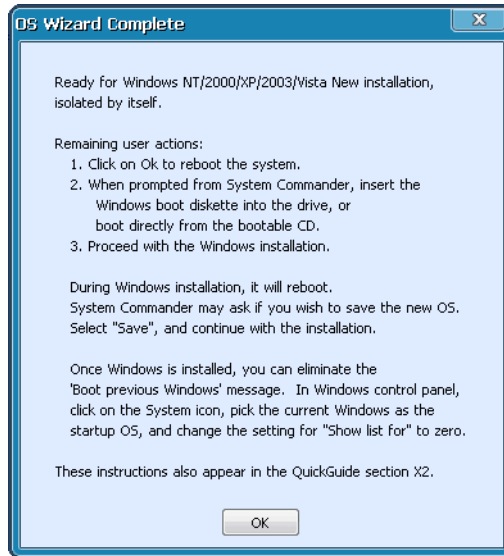 OS Wizard Complete
X
Ready for Windows NT/2000/XP/2003/Vista New installation,
isolated by itself.
Remaining user actions:
1. Click on Ok to reboot the system.
2. When prompted from System Commander, insert the
Windows boot diskette into the drive, or
boot directly from the bootable CD.
3. Proceed with the Windows installation.
During Windows installation, it will reboot.
System Commander may ask if you wish to save the new OS.
Select "Save", and continue with the installation.
Once Windows is installed, you can eliminate the
'Boot previous Windows' message. In Windows control panel,
click on the System icon, pick the current Windows as the
startup OS, and change the setting for "Show list for" to zero.
These instructions also appear in the QuickGuide section X2.
OK